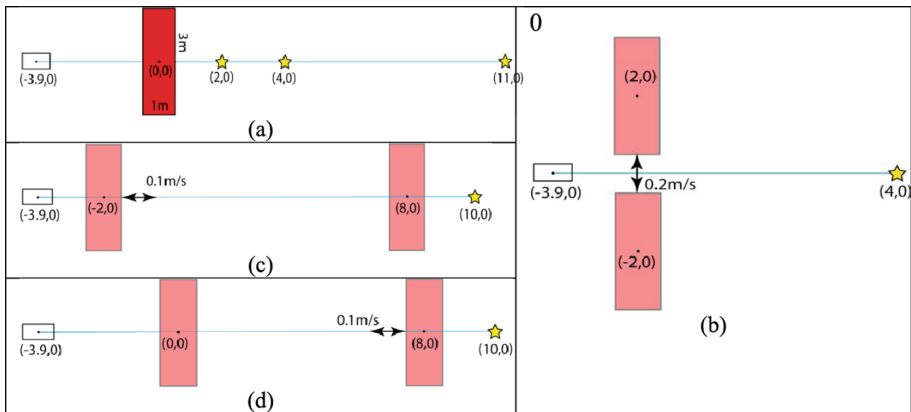 3m
(-3.9,0)
(0,0)
(2,0)
(4,0)
(11,0)
1m
(a)
0.1m/s
(-3.9,0)
(-2,0)
(8,0)
(10,0)
(c)
0.1m/s
(-3.9,0)
(0,0)
(8,0)
(10,0)
(d)
0
(2,0)
0.2m/s
(-3.9,0)
(4,0)
(-2,0)
(b)